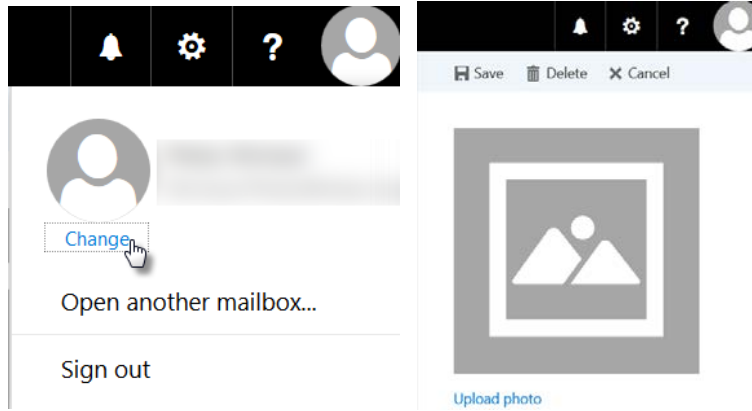 ?
Change
Open another mailbox...
Sign out
?
Save Delete Cancel
Upload photo